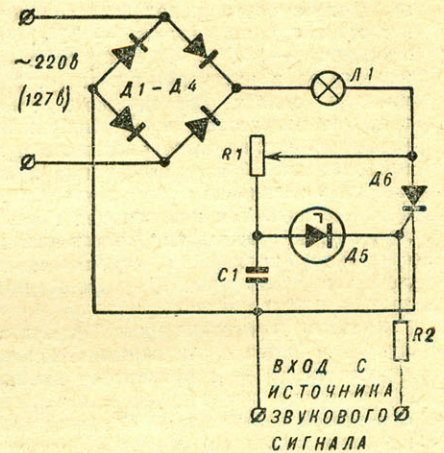 ~220в
(127в)
Д1-Д4
Л1
R1
Д6
Д5
С1
R2
ВХОД С
ИСТОЧНИКА
ЗВУКОВОГО
СИГНАЛА